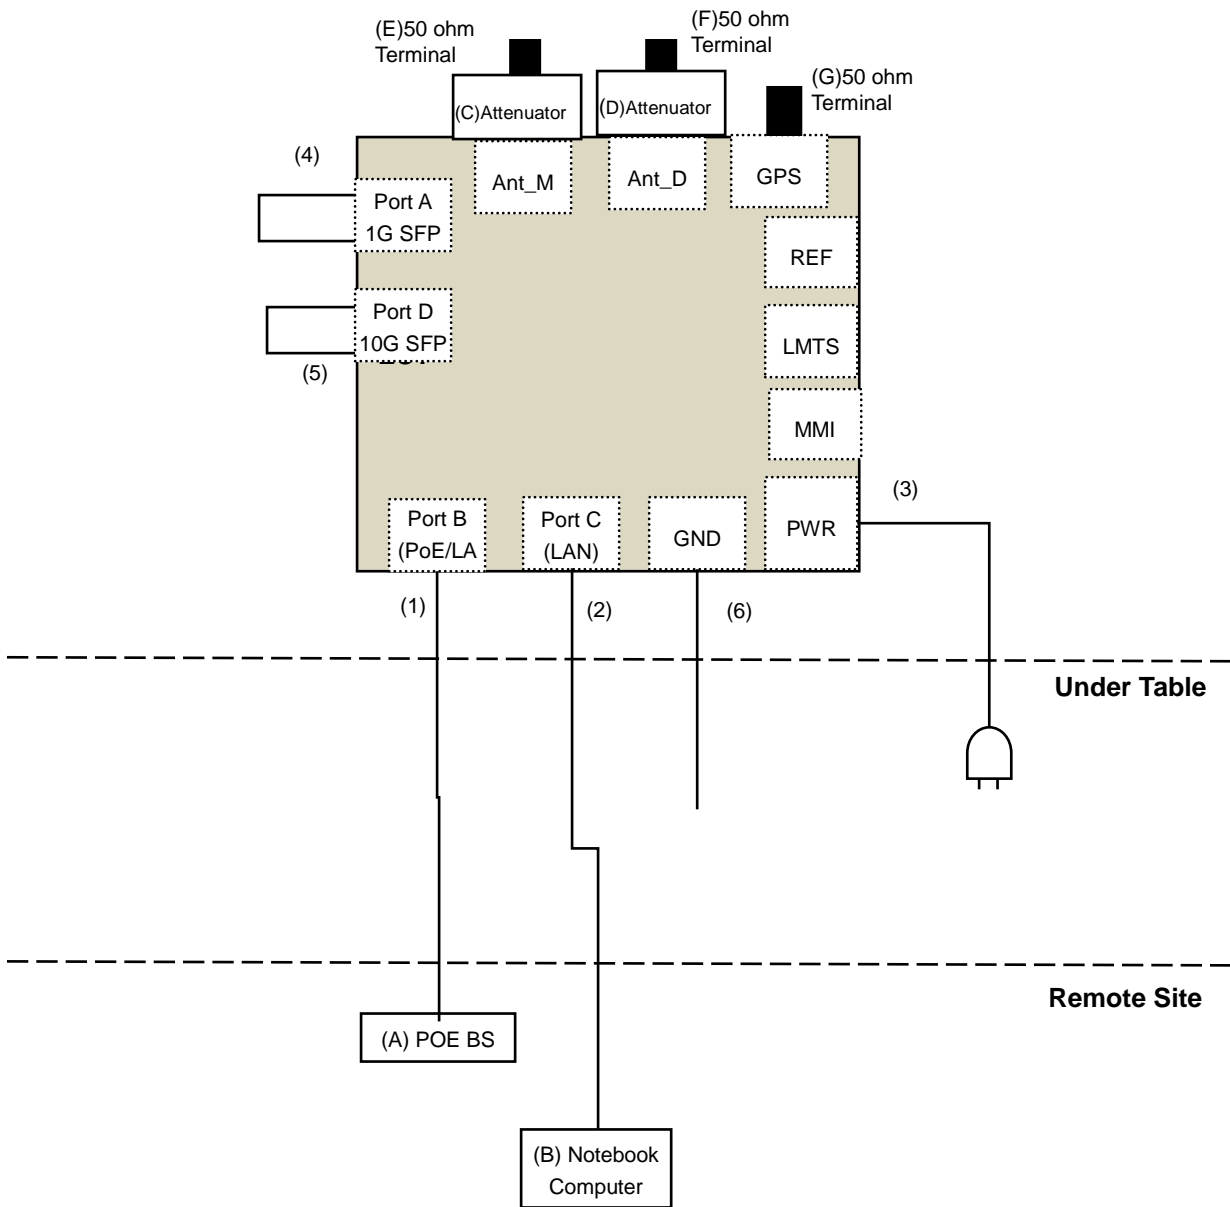 (E)50 ohm
Terminal
(F)50 ohm
Terminal
(G)50 ohm
Terminal
(C)Attenuator
(D)Attenuator
(4)
Ant_M
Ant_D
GPS
Port A
1G SFP
REF
Port D
10G SFP
LMTS
(5)
MMI
(3)
Port B
(PoE/LA
Port C
(LAN)
GND
PWR
(1)
(2)
(6)
Under Table
Remote Site
(A) POE BS
(B) Notebook
Computer